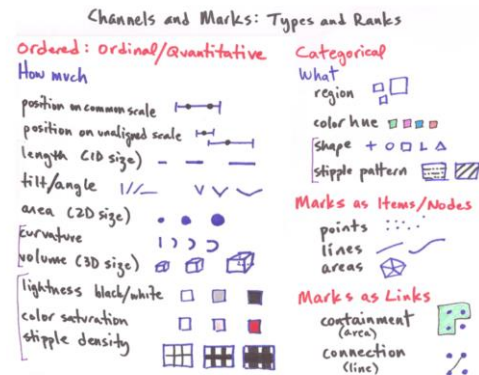 Channels and Marks: Types and Ranks
Ordered: Ordinal/Quantitative
How much
position on common scale
position on unaligned scale
length (1D size)
tilt/angle
area (2D size)
curvature
volume (3D size)
lightness black/white
color saturation
stipple density
Categorical
What
region
color hue
shape
stipple pattern
Marks as Items/Nodes
points
lines
areas
Marks as Links
containment
(area)
connection
(line)